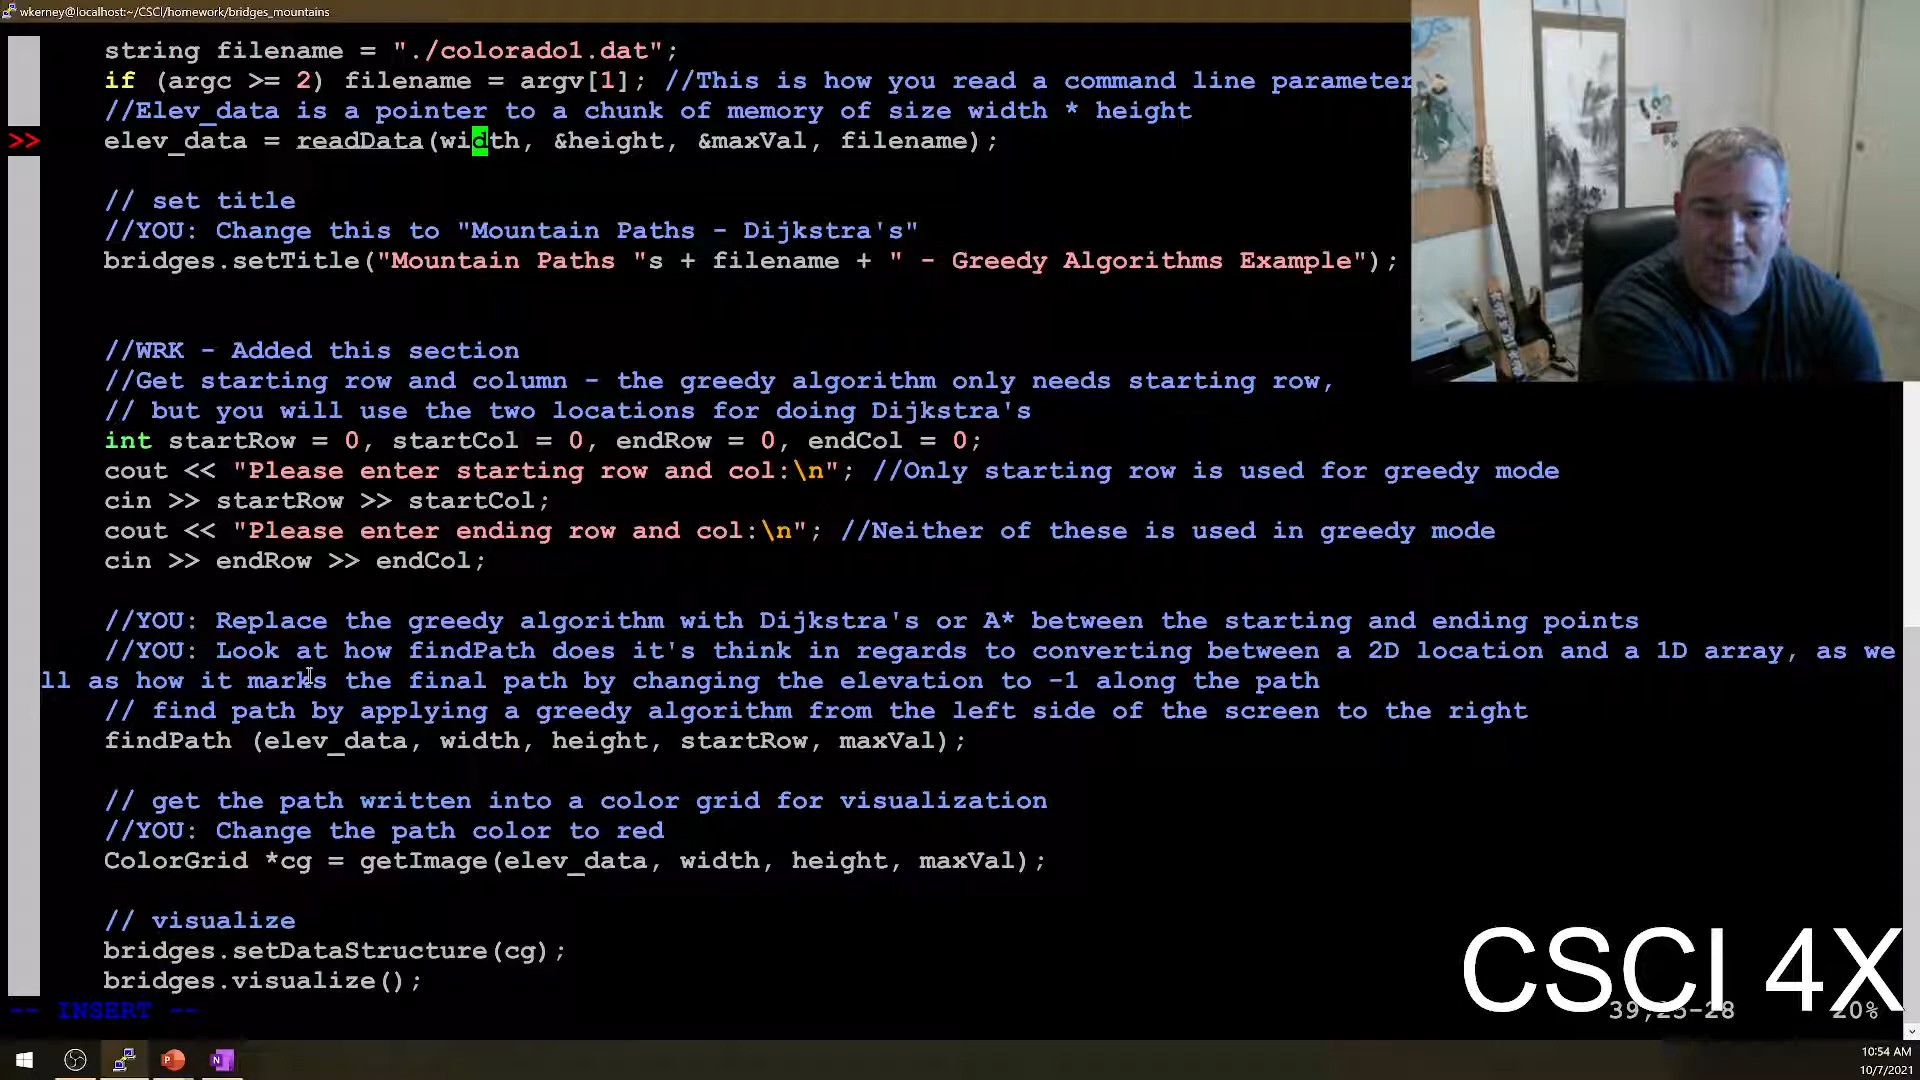 wkerney@localhost:~/CSCI/homework/bridges_mountains
string filename = "./colorado1.dat";
if (argc >= 2) filename = argv[1]; //This is how you read a command line parameter
//Elev_data is a pointer to a chunk of memory of size width * height
>> elev_data = readData(width, &height, &maxVal, filename);
// set title
//YOU: Change this to "Mountain Paths - Dijkstra's"
bridges.setTitle("Mountain Paths "s + filename + " - Greedy Algorithms Example");
//WRK - Added this section
//Get starting row and column - the greedy algorithm only needs starting row,
// but you will use the two locations for doing Dijkstra's
int startRow = 0, startCol = 0, endRow = 0, endCol = 0;
cout << "Please enter starting row and col:\n"; //Only starting row is used for greedy mode
cin >> startRow >> startCol;
cout << "Please enter ending row and col:\n"; //Neither of these is used in greedy mode
cin >> endRow >> endCol;
//YOU: Replace the greedy algorithm with Dijkstra's or A* between the starting and ending points
//YOU: Look at how findPath does it's think in regards to converting between a 2D location and a 1D array, as we
ll as how it marks the final path by changing the elevation to -1 along the path
// find path by applying a greedy algorithm from the left side of the screen to the right
findPath (elev_data, width, height, startRow, maxVal);
// get the path written into a color grid for visualization
//YOU: Change the path color to red
ColorGrid *cg = getImage(elev_data, width, height, maxVal);
// visualize
bridges.setDataStructure(cg);
bridges.visualize();
CSCI 4X
-- INSERT -- 39,25-28 20%
10:54 AM
10/7/2021